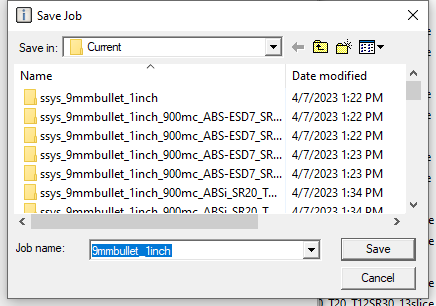 Save Job
Save in: Current
Name Date modified
ssys_9mmbullet_1inch 4/7/2023 1:22 PM
ssys_9mmbullet_1inch_900mc_ABS-ESD7_SR... 4/7/2023 1:22 PM
ssys_9mmbullet_1inch_900mc_ABS-ESD7_SR... 4/7/2023 1:22 PM
ssys_9mmbullet_1inch_900mc_ABS-ESD7_SR... 4/7/2023 1:23 PM
ssys_9mmbullet_1inch_900mc_ABS-ESD7_SR... 4/7/2023 1:23 PM
ssys_9mmbullet_1inch_900mc_ABSi_SR20_T... 4/7/2023 1:34 PM
ssys_9mmbullet_1inch_900mc_ABSi_SR20_T... 4/7/2023 1:34 PM
Job name: 9mmbullet_1inch Save
Cancel
T20_T12SR30_13slice